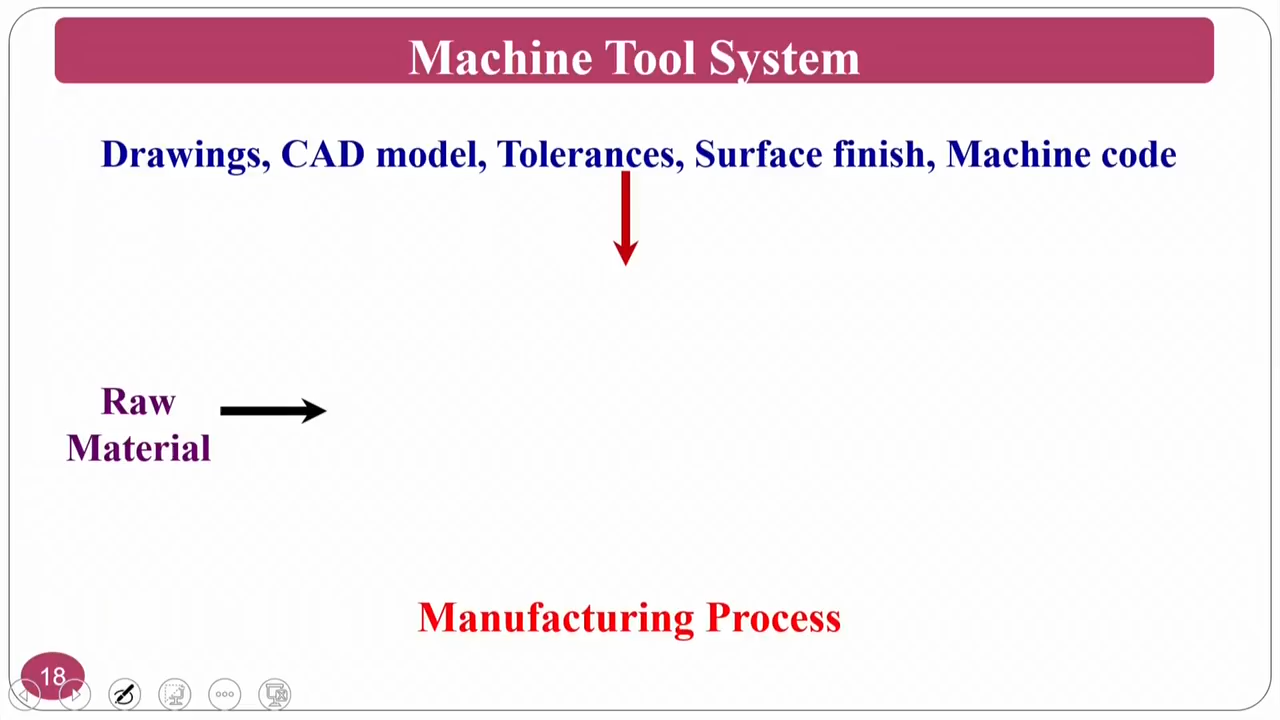 Machine Tool System
Drawings, CAD model, Tolerances, Surface finish, Machine code
Raw
Material
Manufacturing Process
18